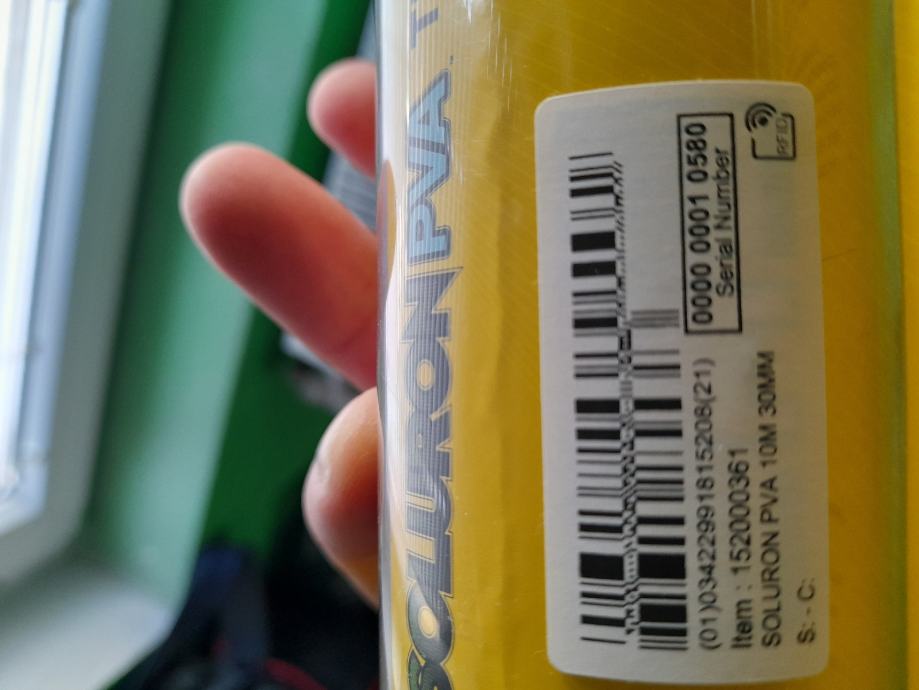 SOLURON PVA
0000 0001 0580
Serial Number
RFID
(01)03422991815208(21)
Item : 152000361
SOLURON PVA 10M 30MM
S: - C: